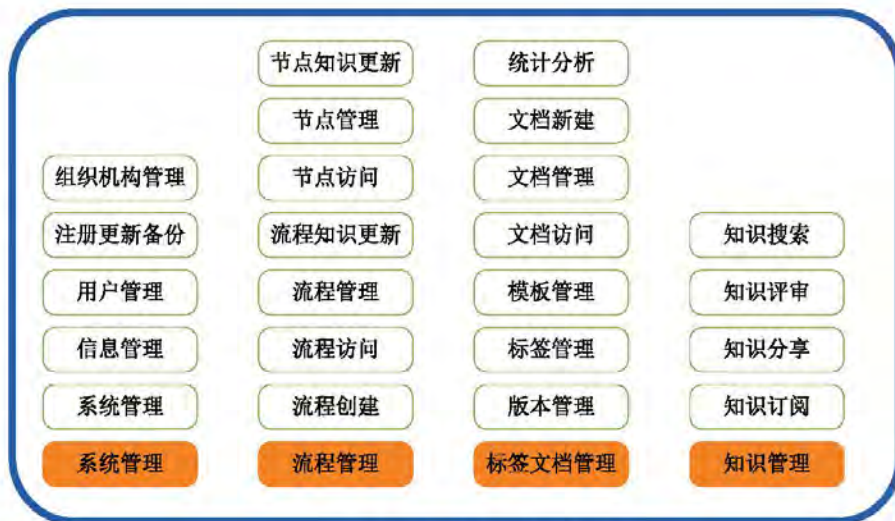 节点知识更新 统计分析
节点管理 文档新建
组织机构管理 节点访问 文档管理
注册更新备份 流程知识更新 文档访问 知识搜索
用户管理 流程管理 模板管理 知识评审
信息管理 流程访问 标签管理 知识分享
系统管理 流程创建 版本管理 知识订阅
系统管理 流程管理 标签文档管理 知识管理